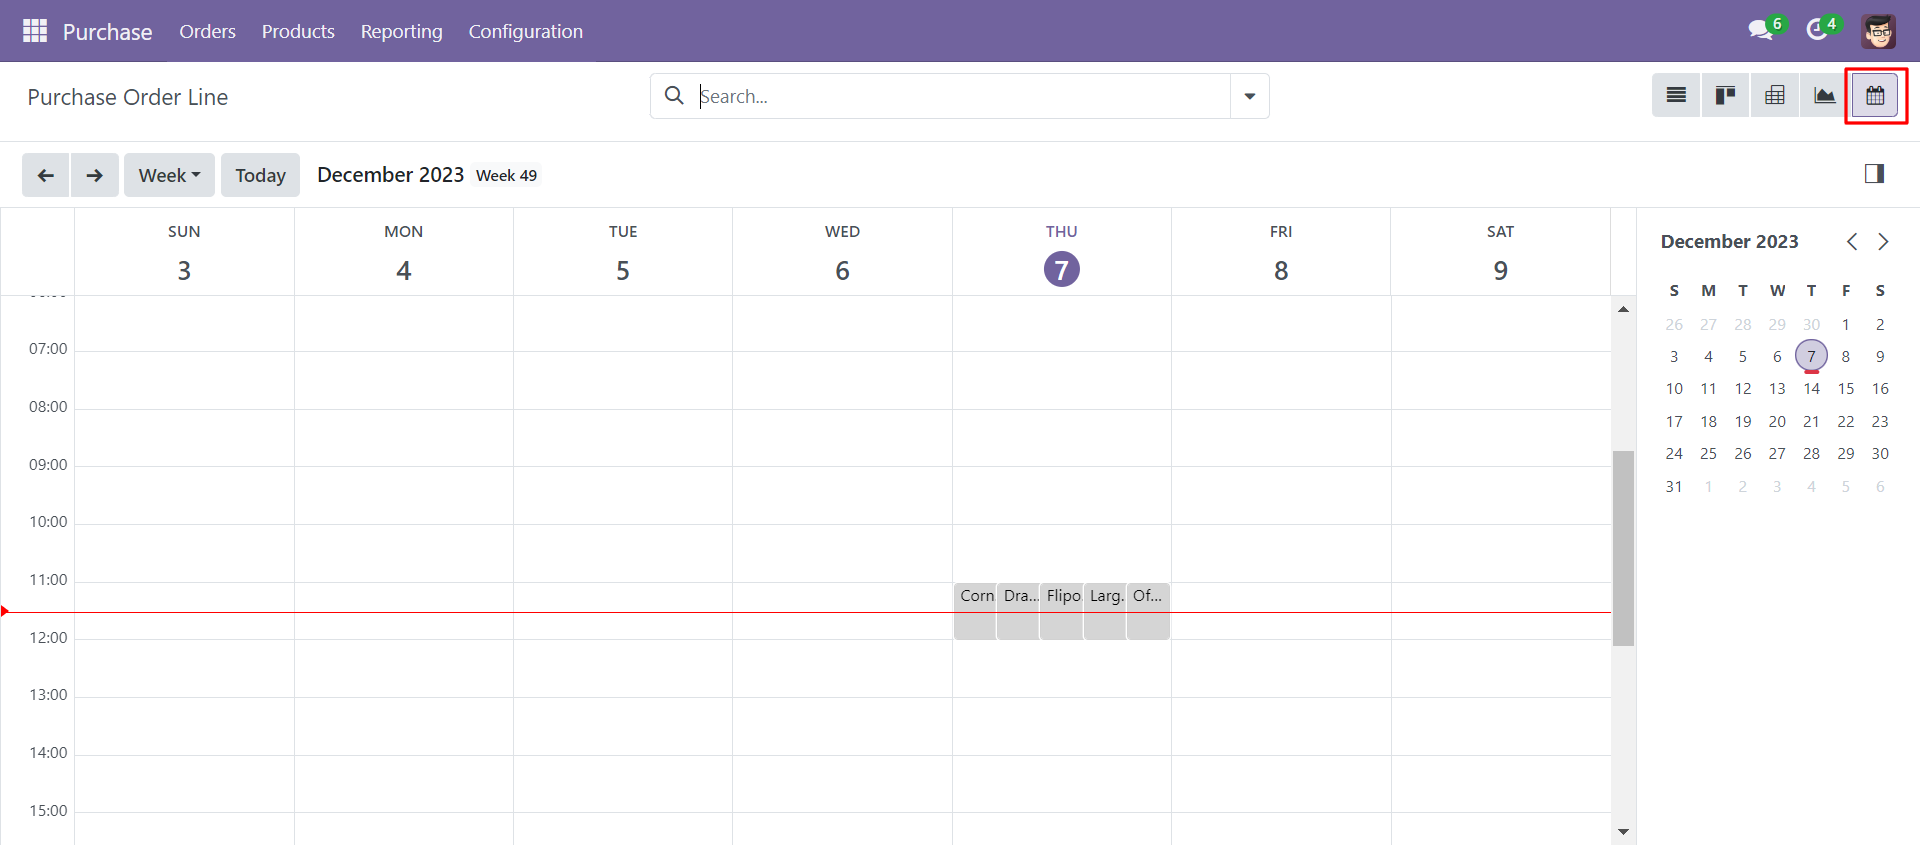 Purchase Orders Products Reporting Configuration 6 4
Purchase Order Line Search...
Week Today December 2023 Week 49
SUN MON TUE WED THU FRI SAT
3 4 5 6 7 8 9
07:00
08:00
09:00
10:00
11:00
Corn Dra... Flipo Larg. Of...
12:00
13:00
14:00
15:00
December 2023
S M T W T F S
26 27 28 29 30 1 2
3 4 5 6 7 8 9
10 11 12 13 14 15 16
17 18 19 20 21 22 23
24 25 26 27 28 29 30
31 1 2 3 4 5 6